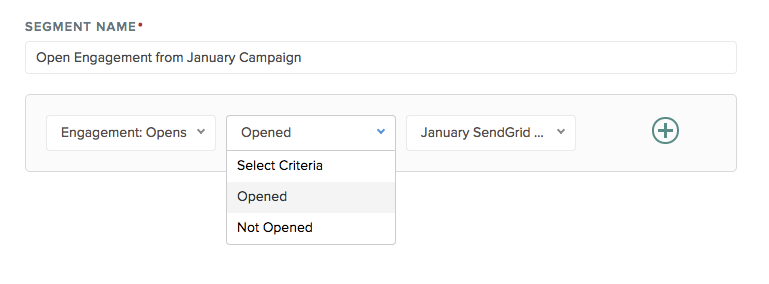 SEGMENT NAME*
Open Engagement from January Campaign
Engagement: Opens Opened January SendGrid ...
Select Criteria
Opened
Not Opened